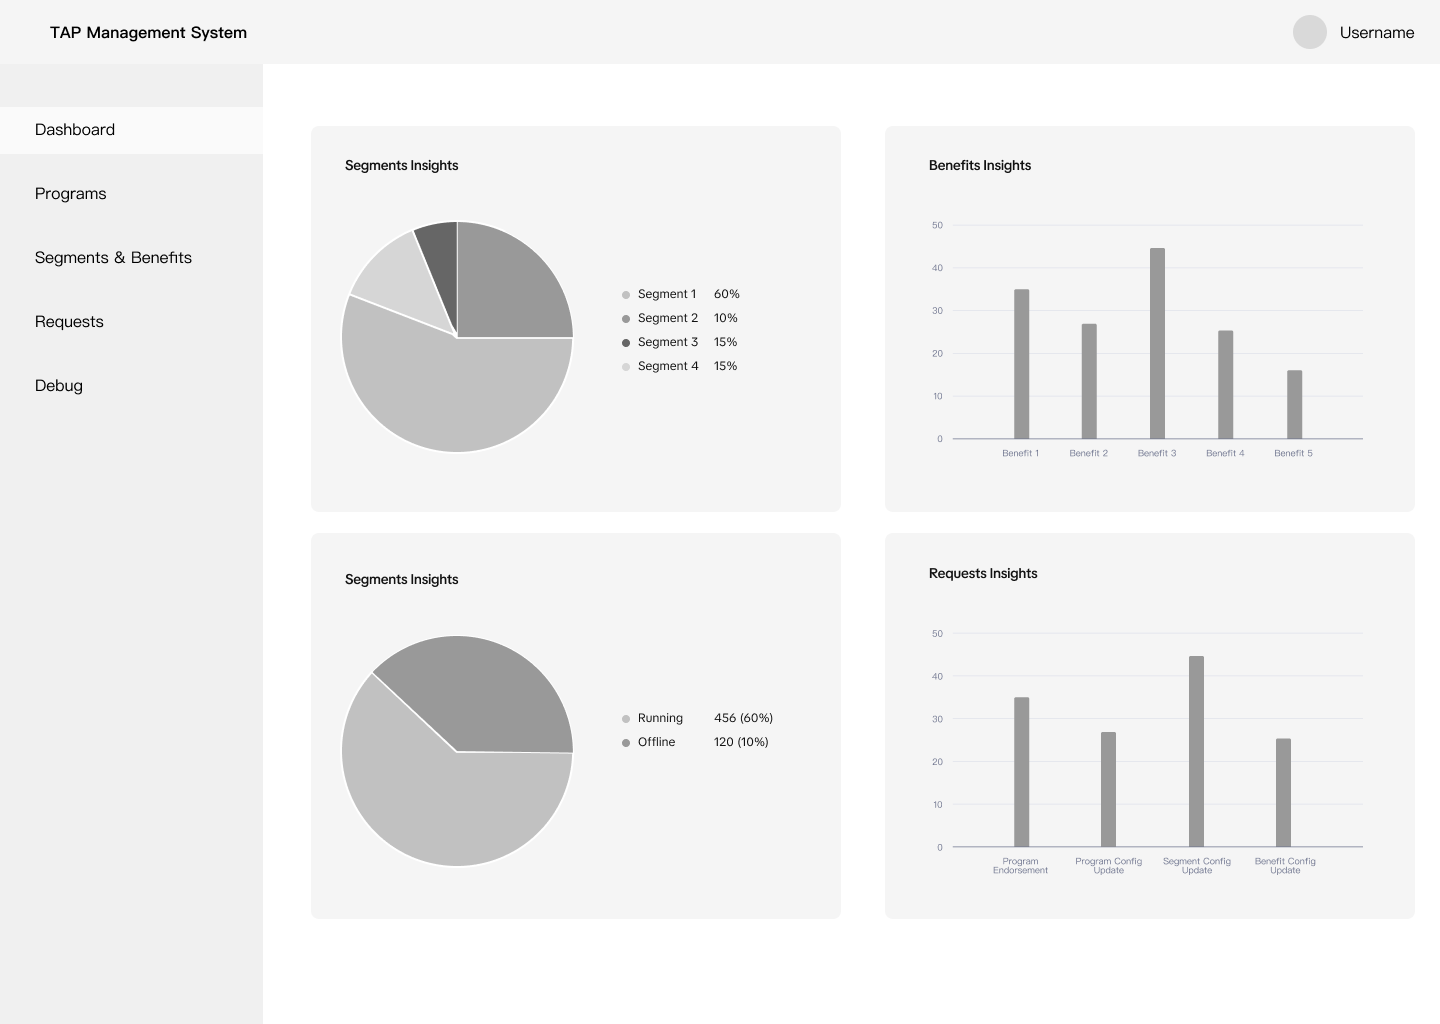 TAP Management System
Username
Dashboard
Programs
Segments & Benefits
Requests
Debug
Segments Insights
Segment 1 60%
Segment 2 10%
Segment 3 15%
Segment 4 15%
Benefits Insights
50
40
30
20
10
0
Benefit 1 Benefit 2 Benefit 3 Benefit 4 Benefit 5
Segments Insights
Running 456 (60%)
Offline 120 (10%)
Requests Insights
50
40
30
20
10
0
Program Program Config Segment Config Benefit Config
Endorsement Update Update Update